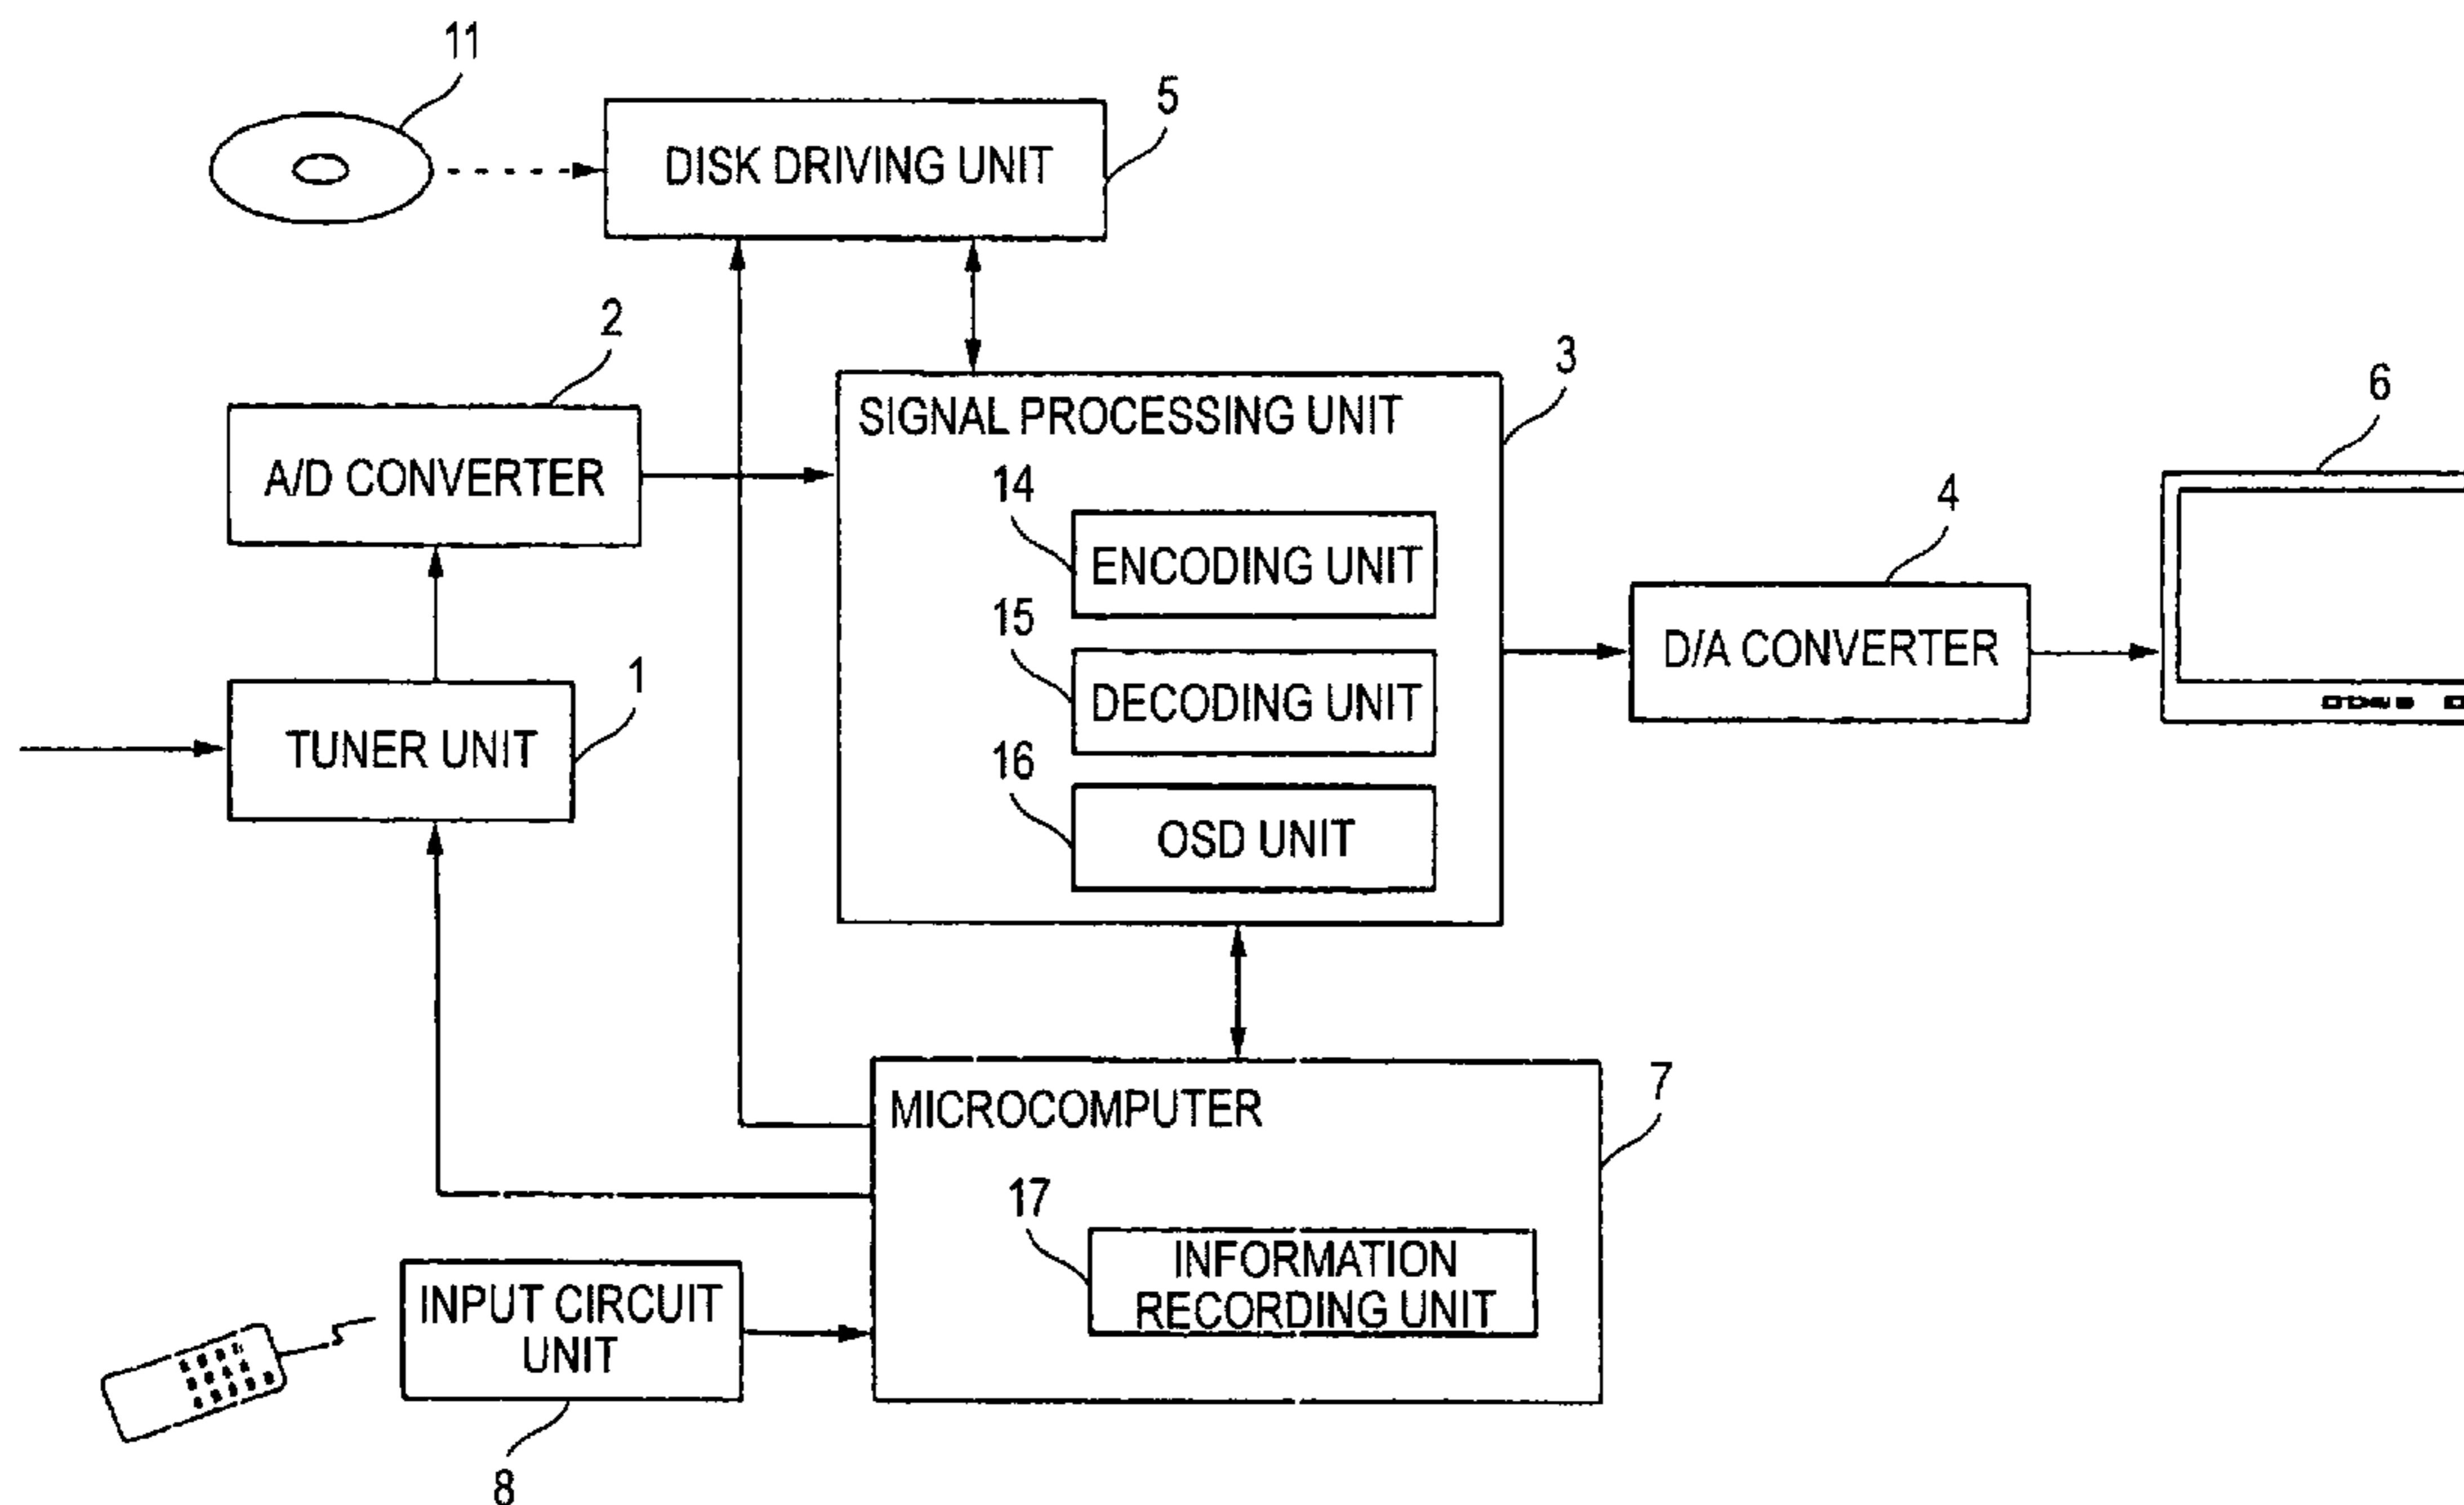 11
5
DISK DRIVING UNIT
2
3
6
SIGNAL PROCESSING UNIT
A/D CONVERTER
14
4
ENCODING UNIT
15
D/A CONVERTER
1
DECODING UNIT
TUNER UNIT
16
OSD UNIT
7
MICROCOMPUTER
17
INFORMATION
RECORDING UNIT
INPUT CIRCUIT
UNIT
8